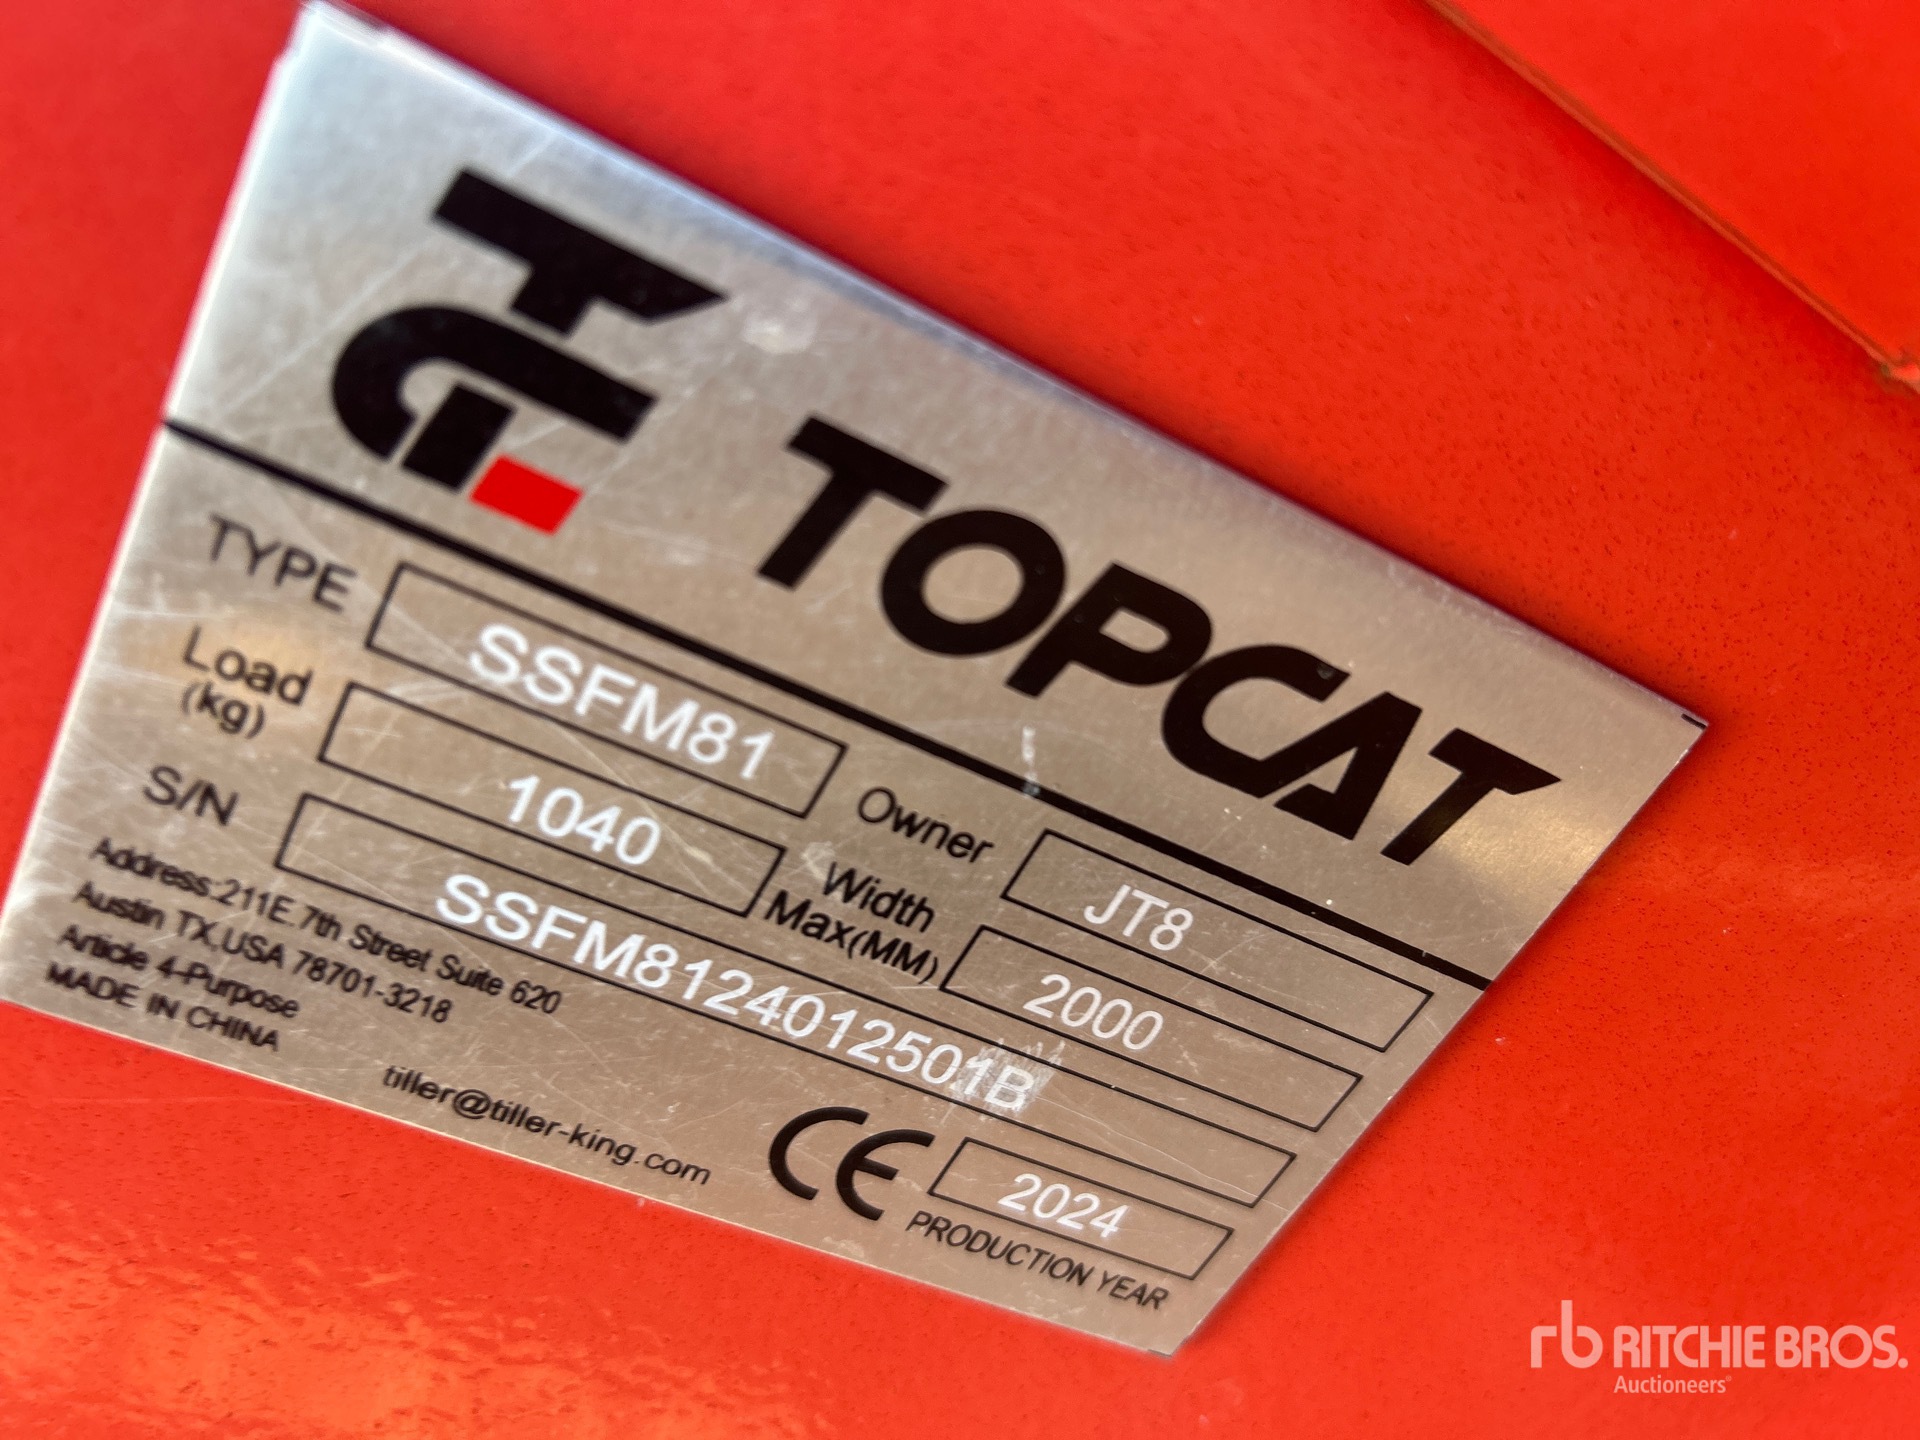 TOPCAT
TYPE SSFM81 Owner JT8
Load (kg) 1040 Width Max(MM) 2000
S/N SSFM8124012501B
Address:211E.7th Street Suite 620
Austin TX,USA 78701-3218
Article 4-Purpose
MADE IN CHINA
tiller@tiller-king.com
CE 2024
PRODUCTION YEAR
rb RITCHIE BROS.
Auctioneers